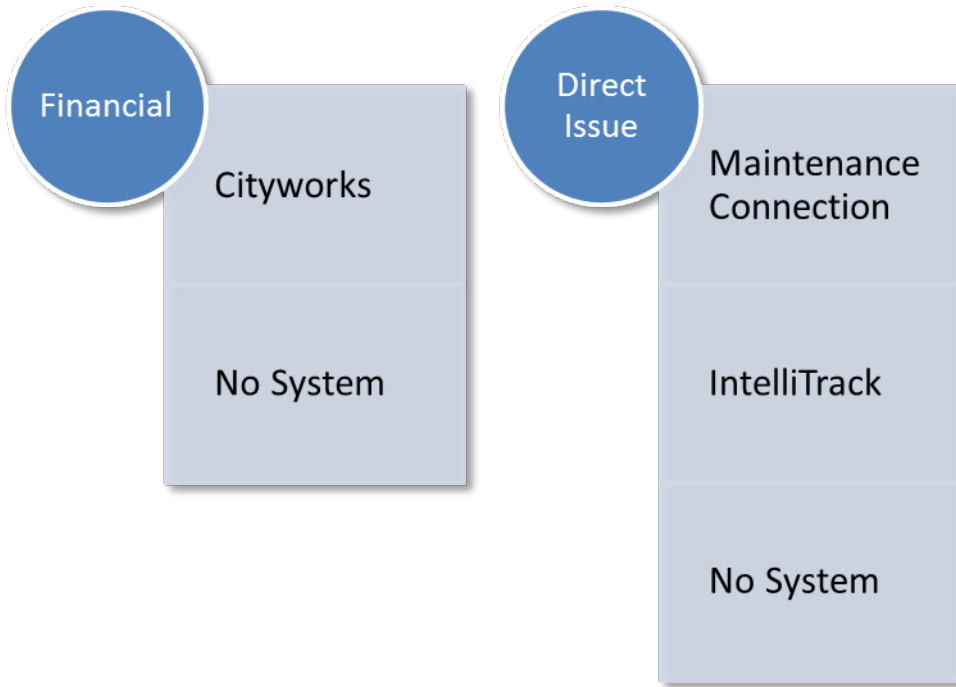 Financial
Cityworks
No System
Direct
Issue
Maintenance
Connection
IntelliTrack
No System